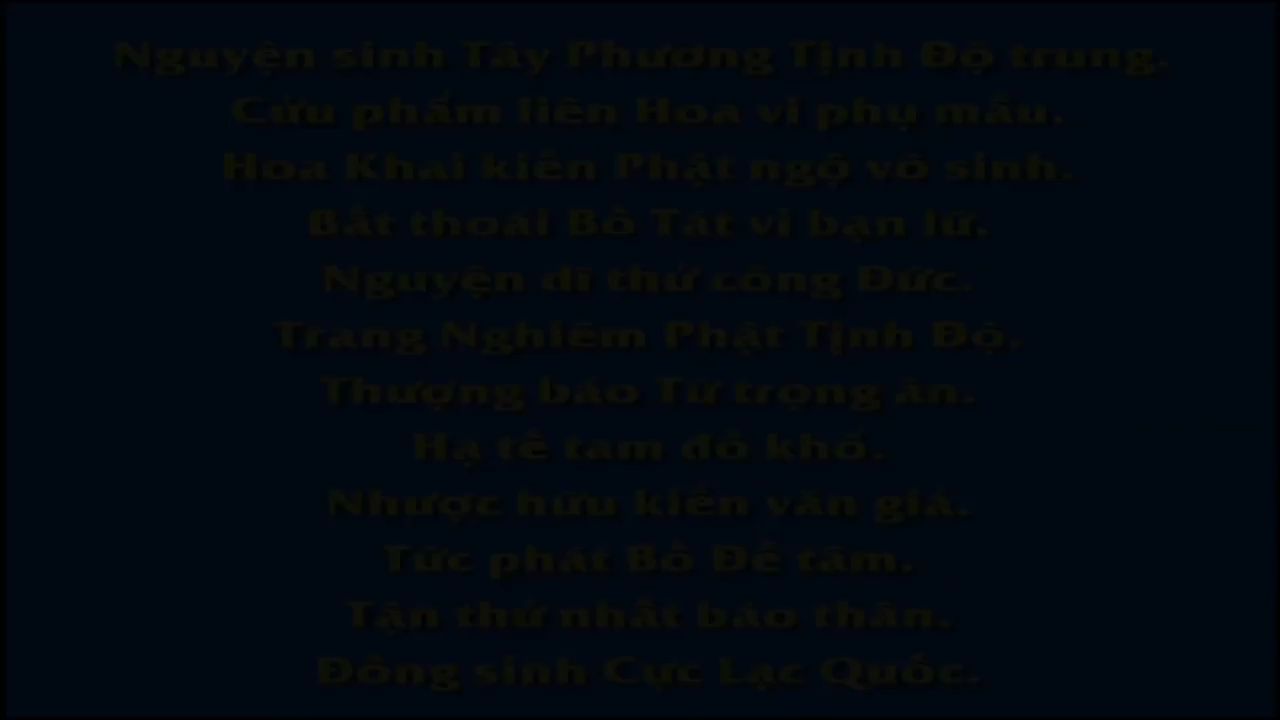 Nguyện sinh Tây Phương Tịnh Độ trung.
Cửu phẩm liên Hoa vi phụ mẫu.
Hoa Khai kiến Phật ngộ vô sinh.
Bất thoái Bồ Tát vi bạn lữ.
Nguyện dĩ thử công Đức.
Trang Nghiêm Phật Tịnh Độ.
Thượng báo Tứ trọng ân.
Hạ tế tam đồ khổ.
Nhược hữu kiến văn giả.
Tức phát Bồ Đề tâm.
Tận thử nhất báo thân.
Đồng sinh Cực Lạc Quốc.